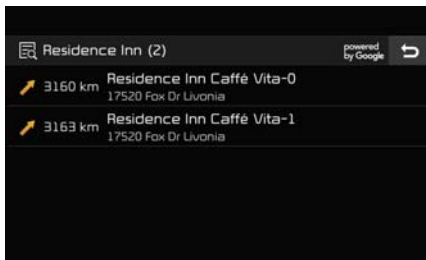 Residence Inn (2)
powered
by Google
3160 km
Residence Inn Caffé Vita-0
17520 Fox Dr Livonia
3163 km
Residence Inn Caffé Vita-1
17520 Fox Dr Livonia